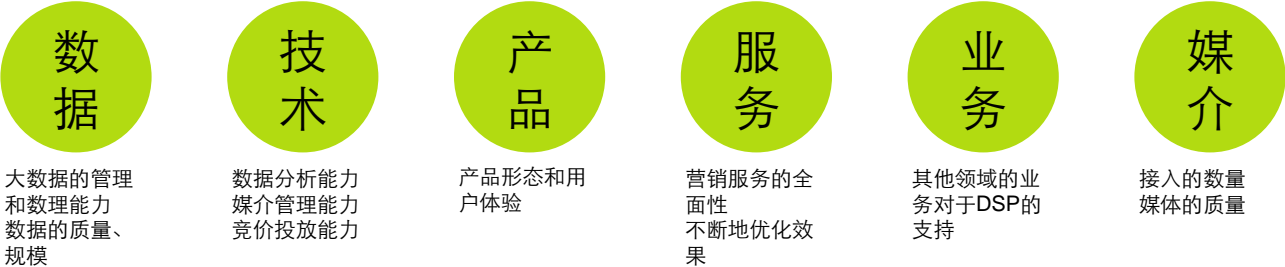 数
据
大数据的管理
和数理能力
数据的质量、
规模
技
术
数据分析能力
媒介管理能力
竞价投放能力
产
品
产品形态和用
户体验
服
务
营销服务的全
面性
不断地优化效
果
业
务
其他领域的业
务对于DSP的
支持
媒
介
接入的数量
媒体的质量